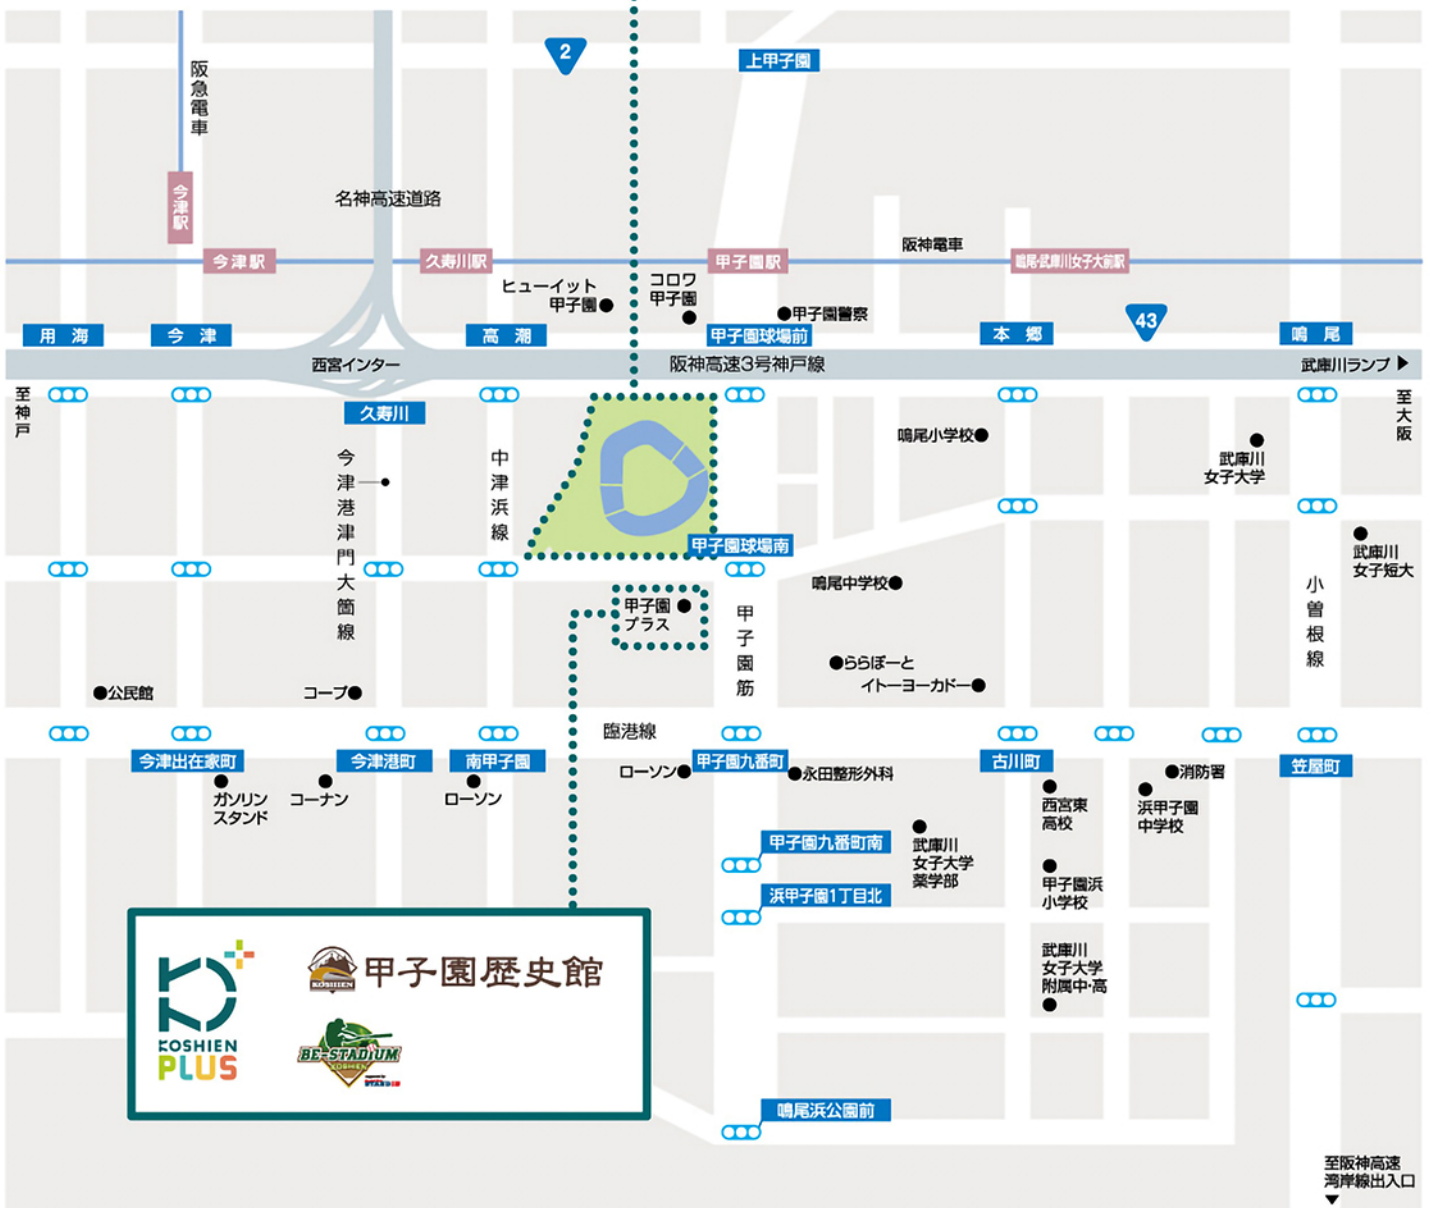 2
上甲子園
阪急電車
今津駅
名神高速道路
今津駅
久寿川駅
甲子園駅
阪神電車
鳴尾・武庫川女子大前駅
ヒューイット
甲子園
コロワ
甲子園
甲子園警察
43
用海
今津
高潮
甲子園球場前
本郷
鳴尾
西宮インター
阪神高速3号神戸線
武庫川ランプ
至神戸
久寿川
至大阪
今津港津門大箇線
中津浜線
鳴尾小学校
武庫川
女子大学
甲子園球場南
武庫川
女子短大
鳴尾中学校
甲子園
プラス
甲子園筋
小曽根線
ららぽーと
イトーヨーカドー
公民館
コープ
臨港線
今津出在家町
今津港町
南甲子園
甲子園九番町
古川町
笠屋町
ガソリン
スタンド
コーナン
ローソン
ローソン
永田整形外科
西宮東
高校
消防署
浜甲子園
中学校
甲子園九番町南
武庫川
女子大学
薬学部
浜甲子園1丁目北
甲子園浜
小学校
武庫川
女子大学
附属中・高
KOSHIEN
PLUS
KOSHIEN
甲子園歴史館
BE-STADIUM
KOSHIEN
鳴尾浜公園前
至阪神高速
湾岸線出入口